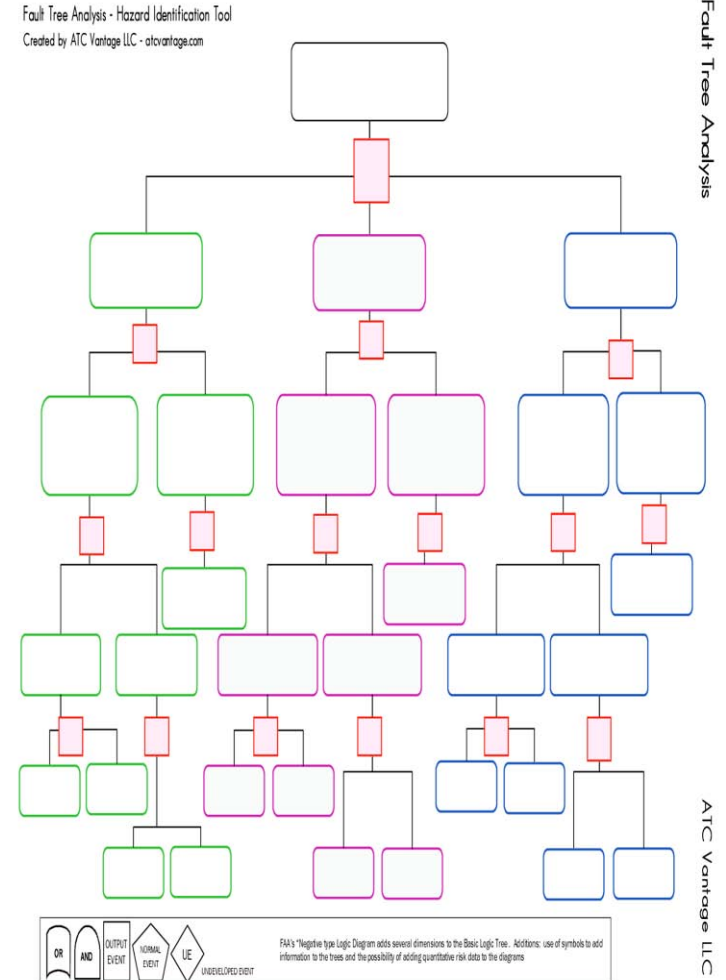 Fault Tree Analysis - Hazard Identification Tool
Created by ATC Vantage LLC - atcvantage.com
Fault Tree Analysis
ATC Vantage LLC
OR
AND
OUTPUT
EVENT
NORMAL
EVENT
UE
UNDEVELOPED EVENT
FAA's "Negative type Logic Diagram adds several dimensions to the Basic Logic Tree. Additions: use of symbols to add
information to the trees and the possibility of adding quantitative risk data to the diagrams